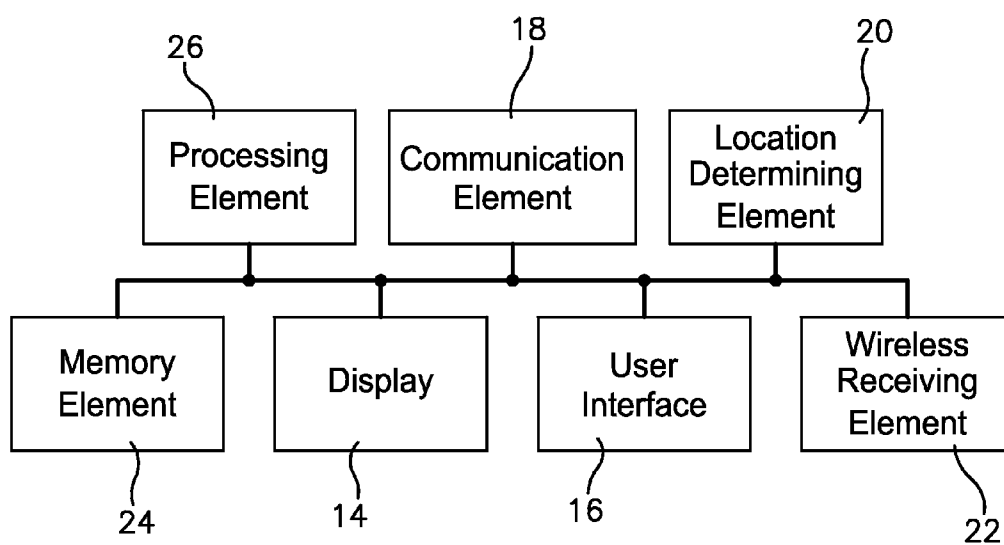 26
18
20
Processing
Element
Communication
Element
Location
Determining
Element
Memory
Element
Display
User
Interface
Wireless
Receiving
Element
24
14
16
22